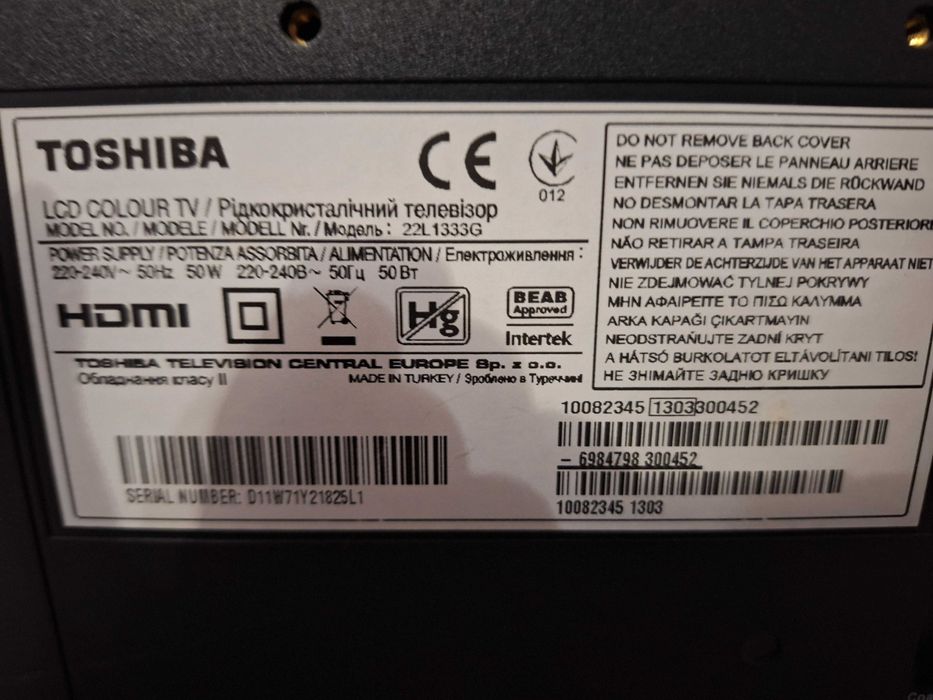 TOSHIBA
CE
012
LCD COLOUR TV / Рідкокристалічний телевізор
MODEL NO. / MODELE / MODELL Nr. / Модель: 22L1333G
POWER SUPPLY / POTENZA ASSORBITA / ALIMENTATION / Електроживлення :
220-240V~ 50Hz 50W 220-240В~ 50Гц 50 Вт
HDMI
Hg
BEAB
Approved
Intertek
TOSHIBA TELEVISION CENTRAL EUROPE Sp. z o.o.
Обладнання класу II
MADE IN TURKEY / Зроблено в Туреччині
SERIAL NUMBER: D11W71Y21825L1
DO NOT REMOVE BACK COVER
NE PAS DEPOSER LE PANNEAU ARRIERE
ENTFERNEN SIE NIEMALS DIE RÜCKWAND
NO DESMONTAR LA TAPA TRASERA
NON RIMUOVERE IL COPERCHIO POSTERIORE
NÃO RETIRAR A TAMPA TRASEIRA
VERWIJDER DE ACHTERZIJDE VAN HET APPARAAT NIET
NIE ZDEJMOWAĆ TYLNEJ POKRYWY
ΜΗΝ ΑΦΑΙΡΕΙΤΕ ΤΟ ΠΙΣΩ ΚΑΛΥΜΜΑ
ARKA KAPAĞI ÇIKARTMAYIN
NEODSTRAŇUJTE ZADNÍ KRYT
A HÁTSÓ BURKOLATOT ELTÁVOLÍTANI TILOS!
НЕ ЗНІМАЙТЕ ЗАДНЮ КРИШКУ
10082345 1303 300452
- 6984798 300452
10082345 1303